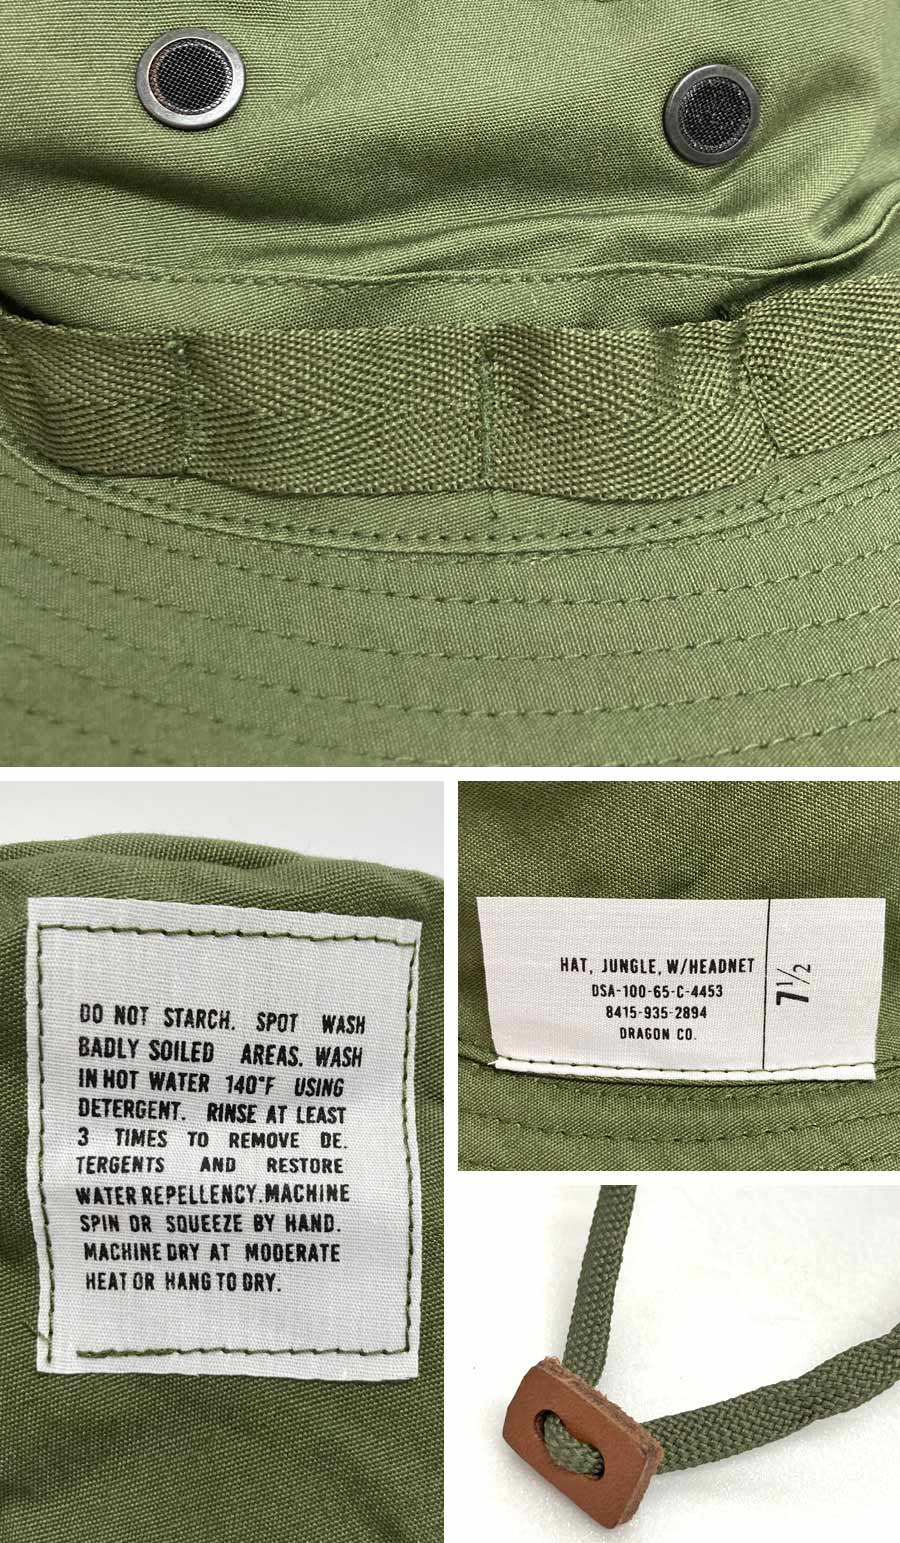 DO NOT STARCH. SPOT WASH
BADLY SOILED AREAS. WASH
IN HOT WATER 140°F USING
DETERGENT. RINSE AT LEAST
3 TIMES TO REMOVE DE.
TERGENTS AND RESTORE
WATER REPELLENCY. MACHINE
SPIN OR SQUEEZE BY HAND.
MACHINE DRY AT MODERATE
HEAT OR HANG TO DRY.
HAT, JUNGLE, W/HEADNET
DSA-100-65-C-4453
8415-935-2894
DRAGON CO.
7 1/2